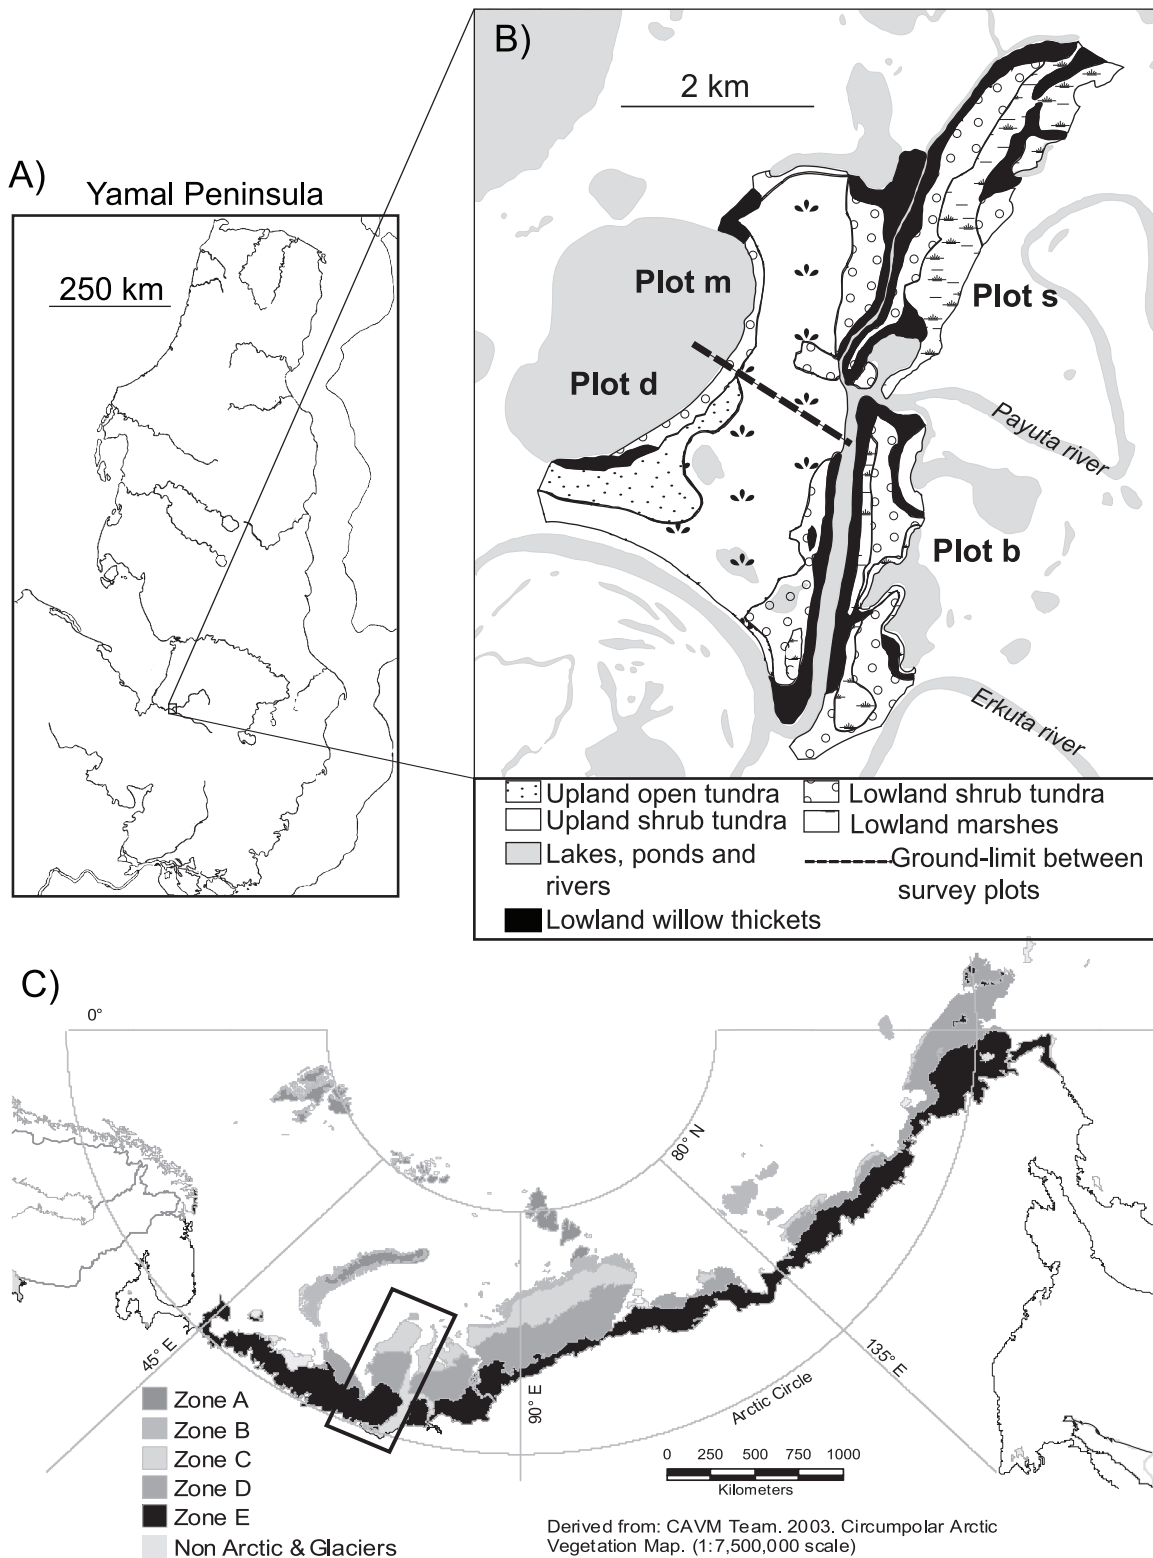 A)
Yamal Peninsula
250 km
B)
2 km
Plot m
Plot s
Plot d
Payuta river
Plot b
Erkuta river
Upland open tundra
Lowland shrub tundra
Upland shrub tundra
Lowland marshes
Lakes, ponds and
rivers
Ground-limit between
survey plots
Lowland willow thickets
C)
0°
80° N
45° E
90° E
135° E
Arctic Circle
Zone A
Zone B
Zone C
Zone D
Zone E
Non Arctic & Glaciers
0 250 500 750 1000
Kilometers
Derived from: CAVM Team. 2003. Circumpolar Arctic
Vegetation Map. (1:7,500,000 scale)